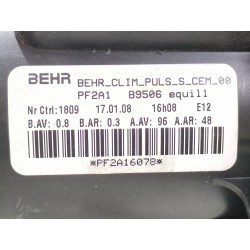 BEHR BEHR_CLIM_PULS_S_CEM_00
PF2A1 B9506 equill
Nr Ctrl:1809 17.01.08 16h08 E12
B.AV: 0.8 B.AR: 0.3 A.AV: 96 A.AR: 48
*PF2A16078*